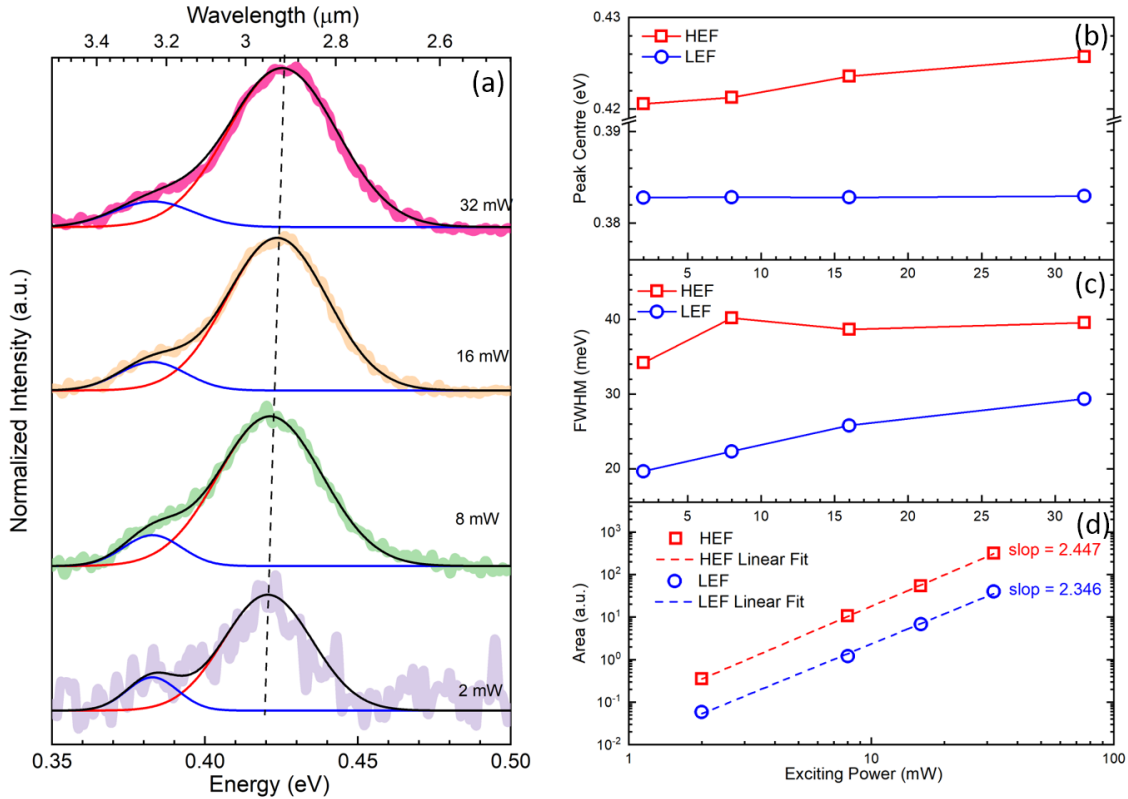 Wavelength (μm)
3.4 3.2 3 2.8 2.6
(a)
32 mW
16 mW
8 mW
2 mW
Normalized Intensity (a.u.)
0.35 0.40 0.45 0.50
Energy (eV)
(b)
HEF
LEF
0.43
0.42
0.39
0.38
Peak Centre (eV)
5 10 15 20 25 30
(c)
HEF
LEF
40
30
20
FWHM (meV)
5 10 15 20 25 30
(d)
HEF
HEF Linear Fit
LEF
LEF Linear Fit
slop = 2.447
slop = 2.346
10³
10²
10¹
10⁰
10⁻¹
10⁻²
Area (a.u.)
1 10 100
Exciting Power (mW)